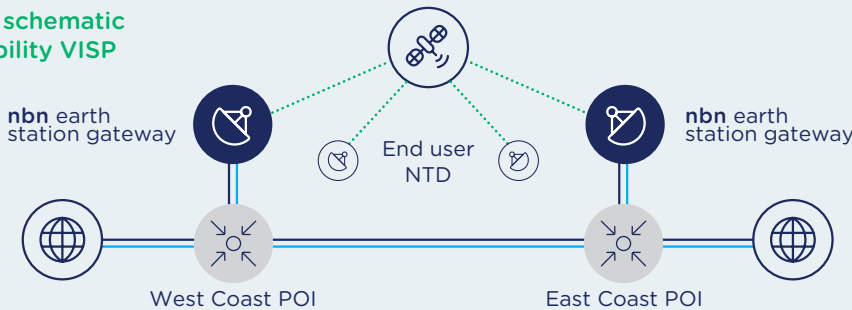 schematic
bility VISP
nbn earth
station gateway
nbn earth
station gateway
End user
NTD
West Coast POI
East Coast POI